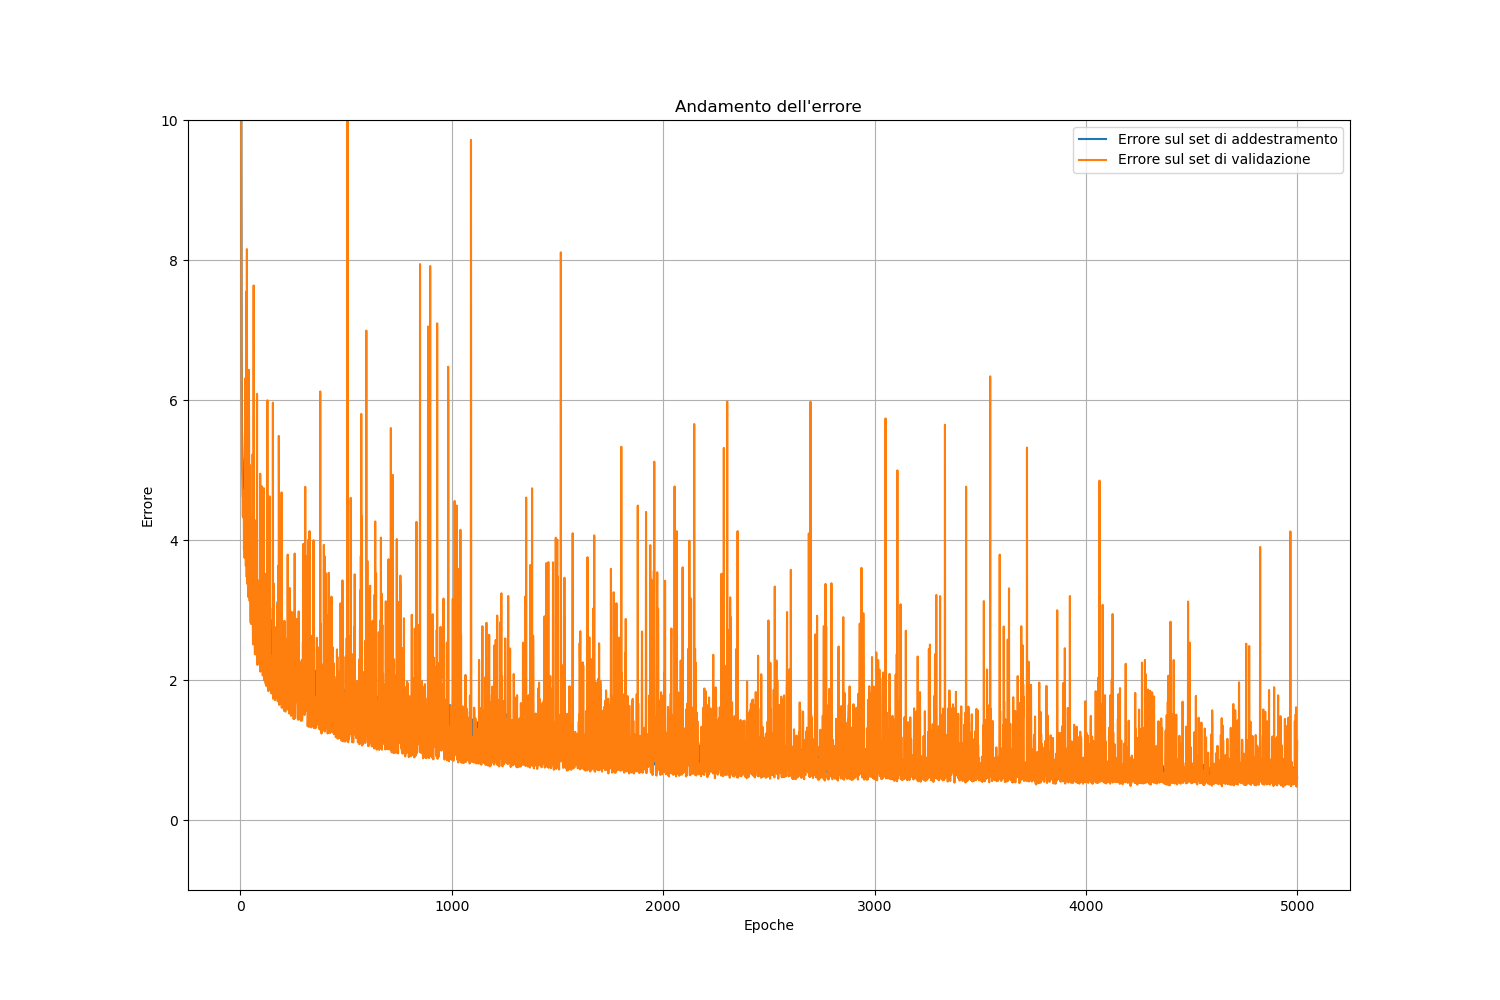 Andamento dell'errore
Errore sul set di addestramento
Errore sul set di validazione
10
8
6
4
2
0
Errore
0 1000 2000 3000 4000 5000
Epoche